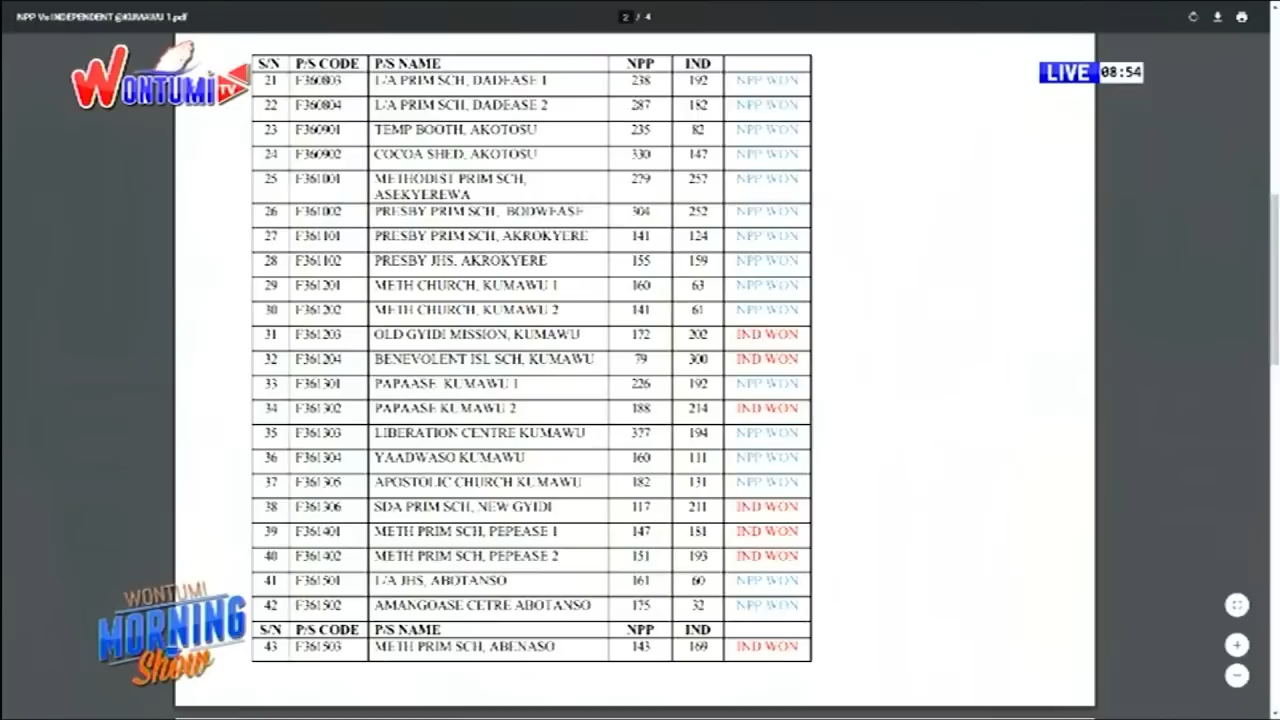 NPP Vs INDEPENDENT @KUMAWU 1.pdf
2 / 4
WONTUMI TV
LIVE 08:54
S/N P/S CODE P/S NAME NPP IND
21 F360803 L/A PRIM SCH, DADEASE 1 238 192 NPP WON
22 F360804 L/A PRIM SCH, DADEASE 2 287 182 NPP WON
23 F360901 TEMP BOOTH, AKOTOSU 235 82 NPP WON
24 F360902 COCOA SHED, AKOTOSU 330 147 NPP WON
25 F361001 METHODIST PRIM SCH, 279 257 NPP WON
ASEKYEREWA
26 F361002 PRESBY PRIM SCH, BODWEASE 304 252 NPP WON
27 F361101 PRESBY PRIM SCH, AKROKYERE 141 124 NPP WON
28 F361102 PRESBY JHS, AKROKYERE 155 159 NPP WON
29 F361201 METH CHURCH, KUMAWU 1 160 63 NPP WON
30 F361202 METH CHURCH, KUMAWU 2 141 61 NPP WON
31 F361203 OLD GYIDI MISSION, KUMAWU 172 202 IND WON
32 F361204 BENEVOLENT ISL SCH, KUMAWU 79 300 IND WON
33 F361301 PAPAASE KUMAWU 1 226 192 NPP WON
34 F361302 PAPAASE KUMAWU 2 188 214 IND WON
35 F361303 LIBERATION CENTRE KUMAWU 377 194 NPP WON
36 F361304 YAADWASO KUMAWU 160 111 NPP WON
37 F361305 APOSTOLIC CHURCH KUMAWU 182 131 NPP WON
38 F361306 SDA PRIM SCH, NEW GYIDI 117 211 IND WON
39 F361401 METH PRIM SCH, PEPEASE 1 147 181 IND WON
40 F361402 METH PRIM SCH, PEPEASE 2 151 193 IND WON
41 F361501 L/A JHS, ABOTANSO 161 60 NPP WON
42 F361502 AMANGOASE CETRE ABOTANSO 175 32 NPP WON
S/N P/S CODE P/S NAME NPP IND
43 F361503 METH PRIM SCH, ABENASO 143 169 IND WON
WONTUMI
MORNING
Show